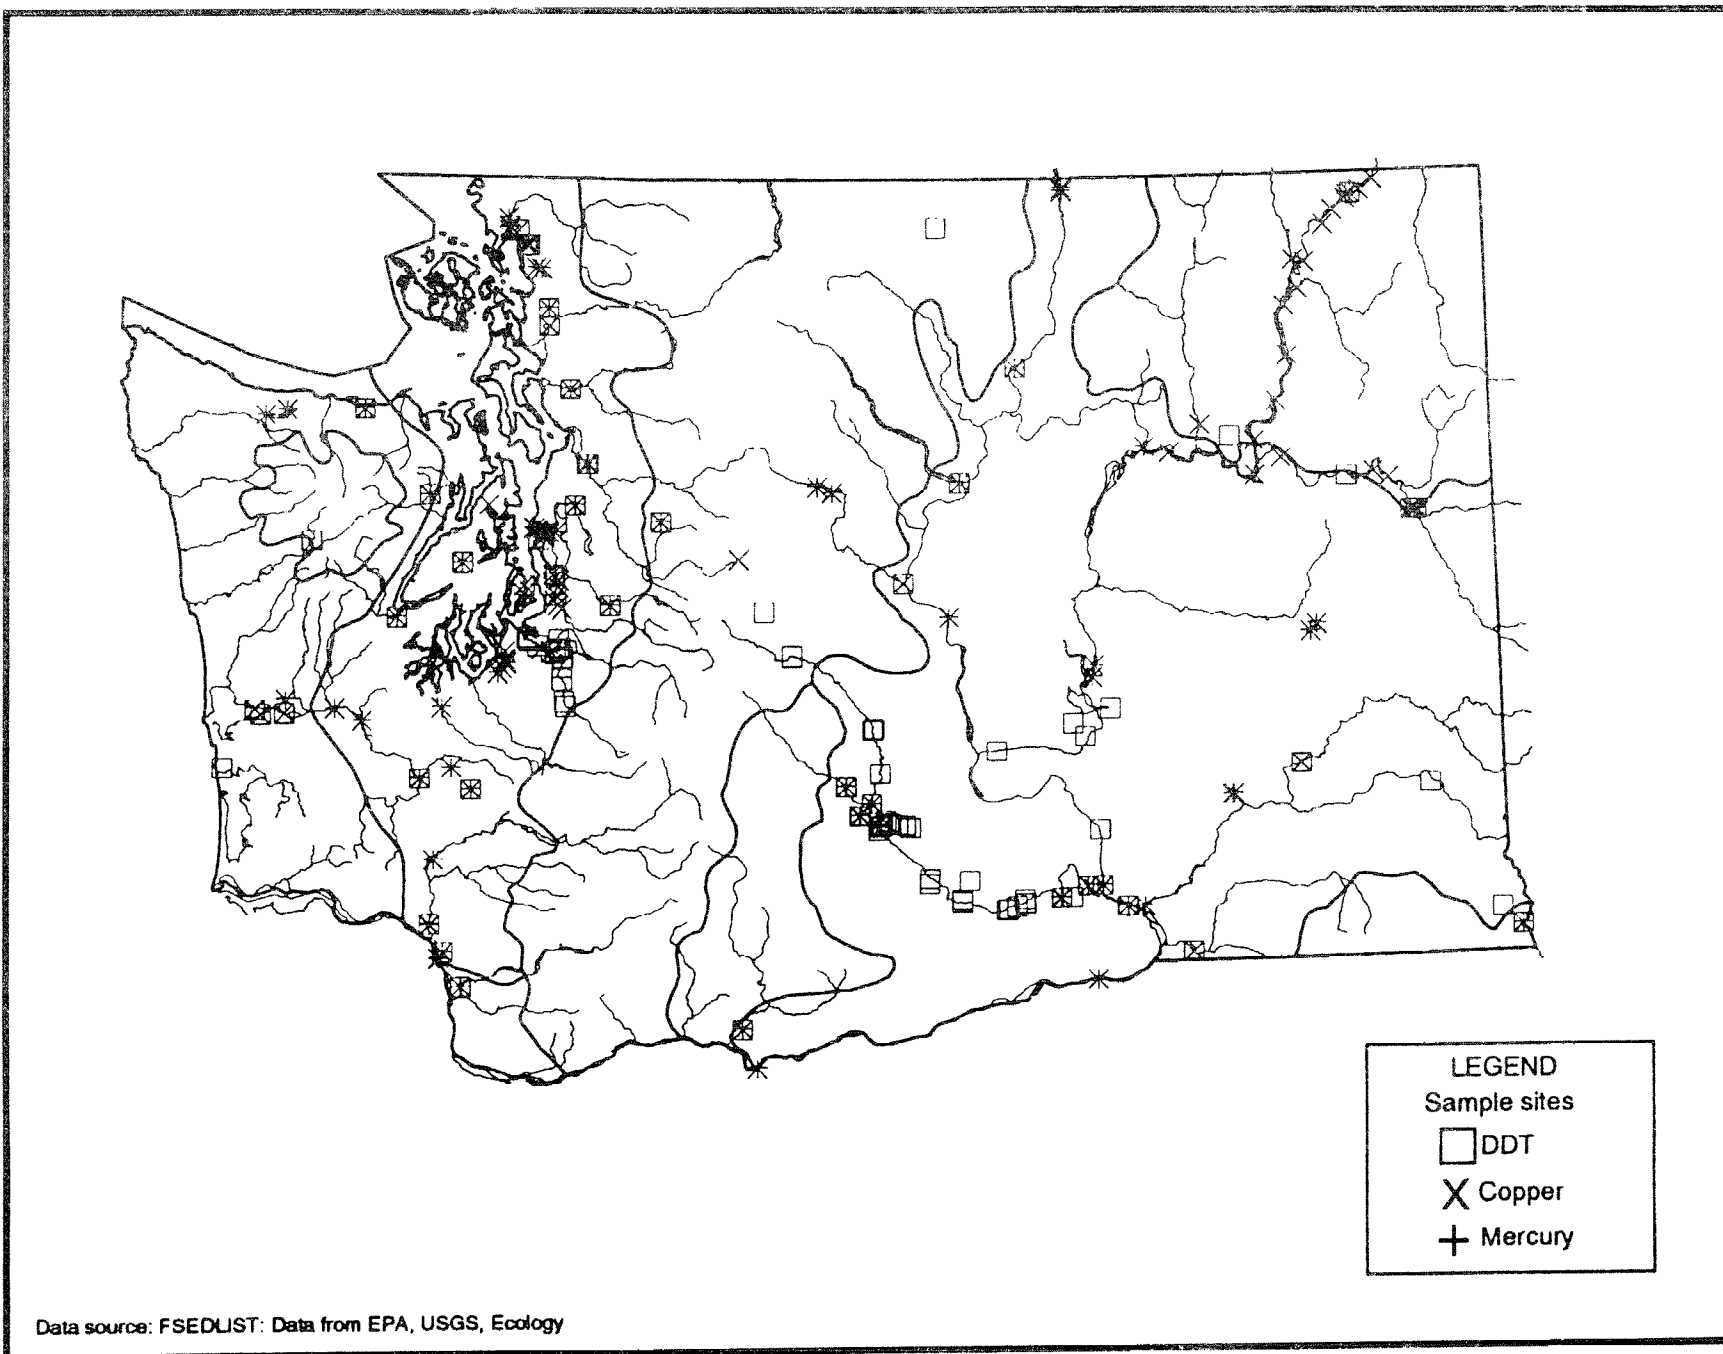 LEGEND
Sample sites
DDT
Copper
Mercury
Data source: FSEDLIST: Data from EPA, USGS, Ecology